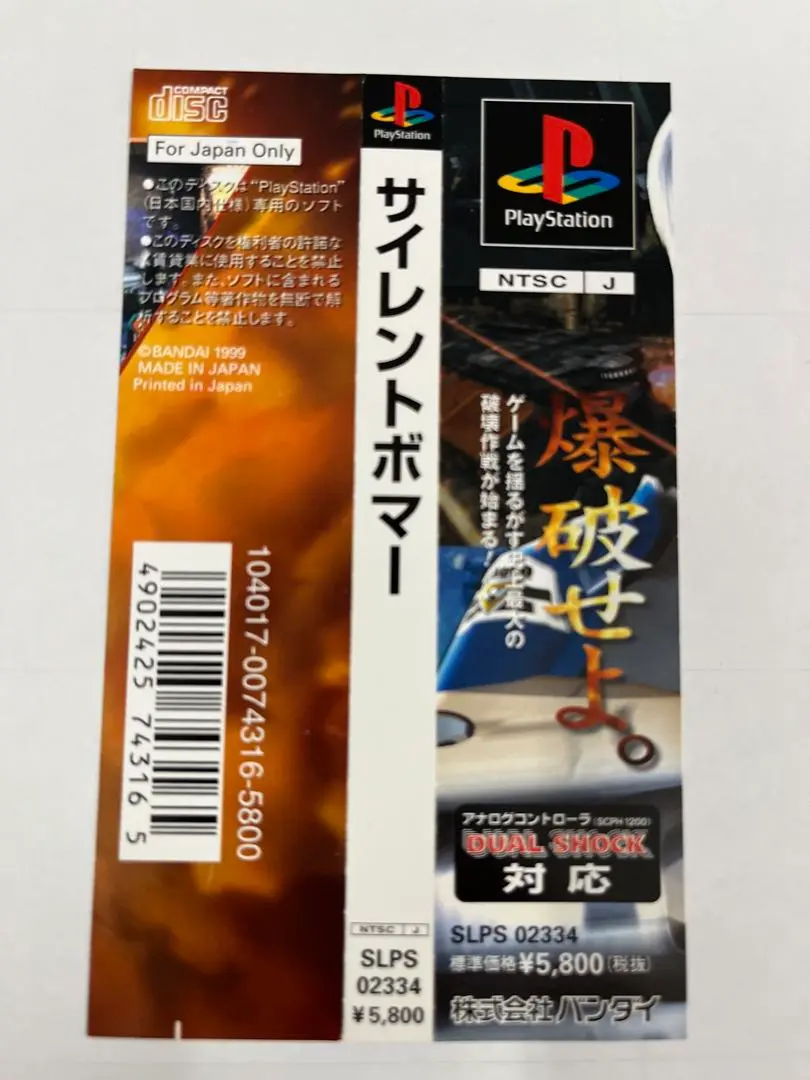 COMPACT
disc
For Japan Only
●このディスクは“PlayStation”
(日本国内仕様)専用のソフト
です。
●このディスクを権利者の許諾な
く賃貸業に使用することを禁止
します。また、ソフトに含まれる
プログラム等著作物を無断で解
析することを禁止します。
©BANDAI 1999
MADE IN JAPAN
Printed in Japan
104017-0074316-5800
4902425 74316 5
PlayStation
サイレントボマー
NTSC J
SLPS
02334
¥5,800
PlayStation
NTSC J
爆破せよ。
ゲームを揺るがす史上最大の
破壊作戦が始まる!
アナログコントローラ(SCPH1200)
DUAL SHOCK
対応
SLPS 02334
標準価格¥5,800(税抜)
株式会社バンダイ